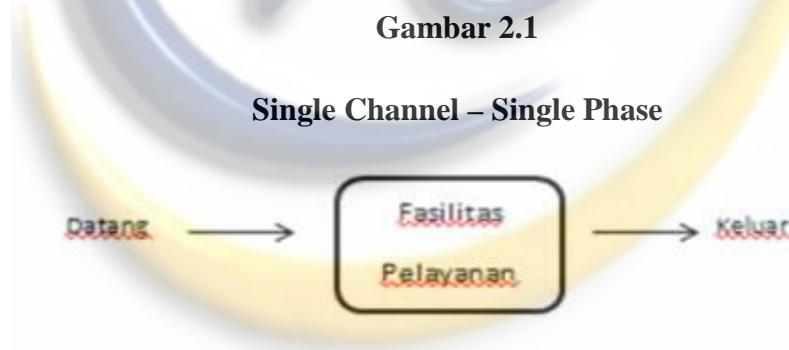 Gambar 2.1
Single Channel – Single Phase
Datang Fasilitas Keluar
Pelayanan